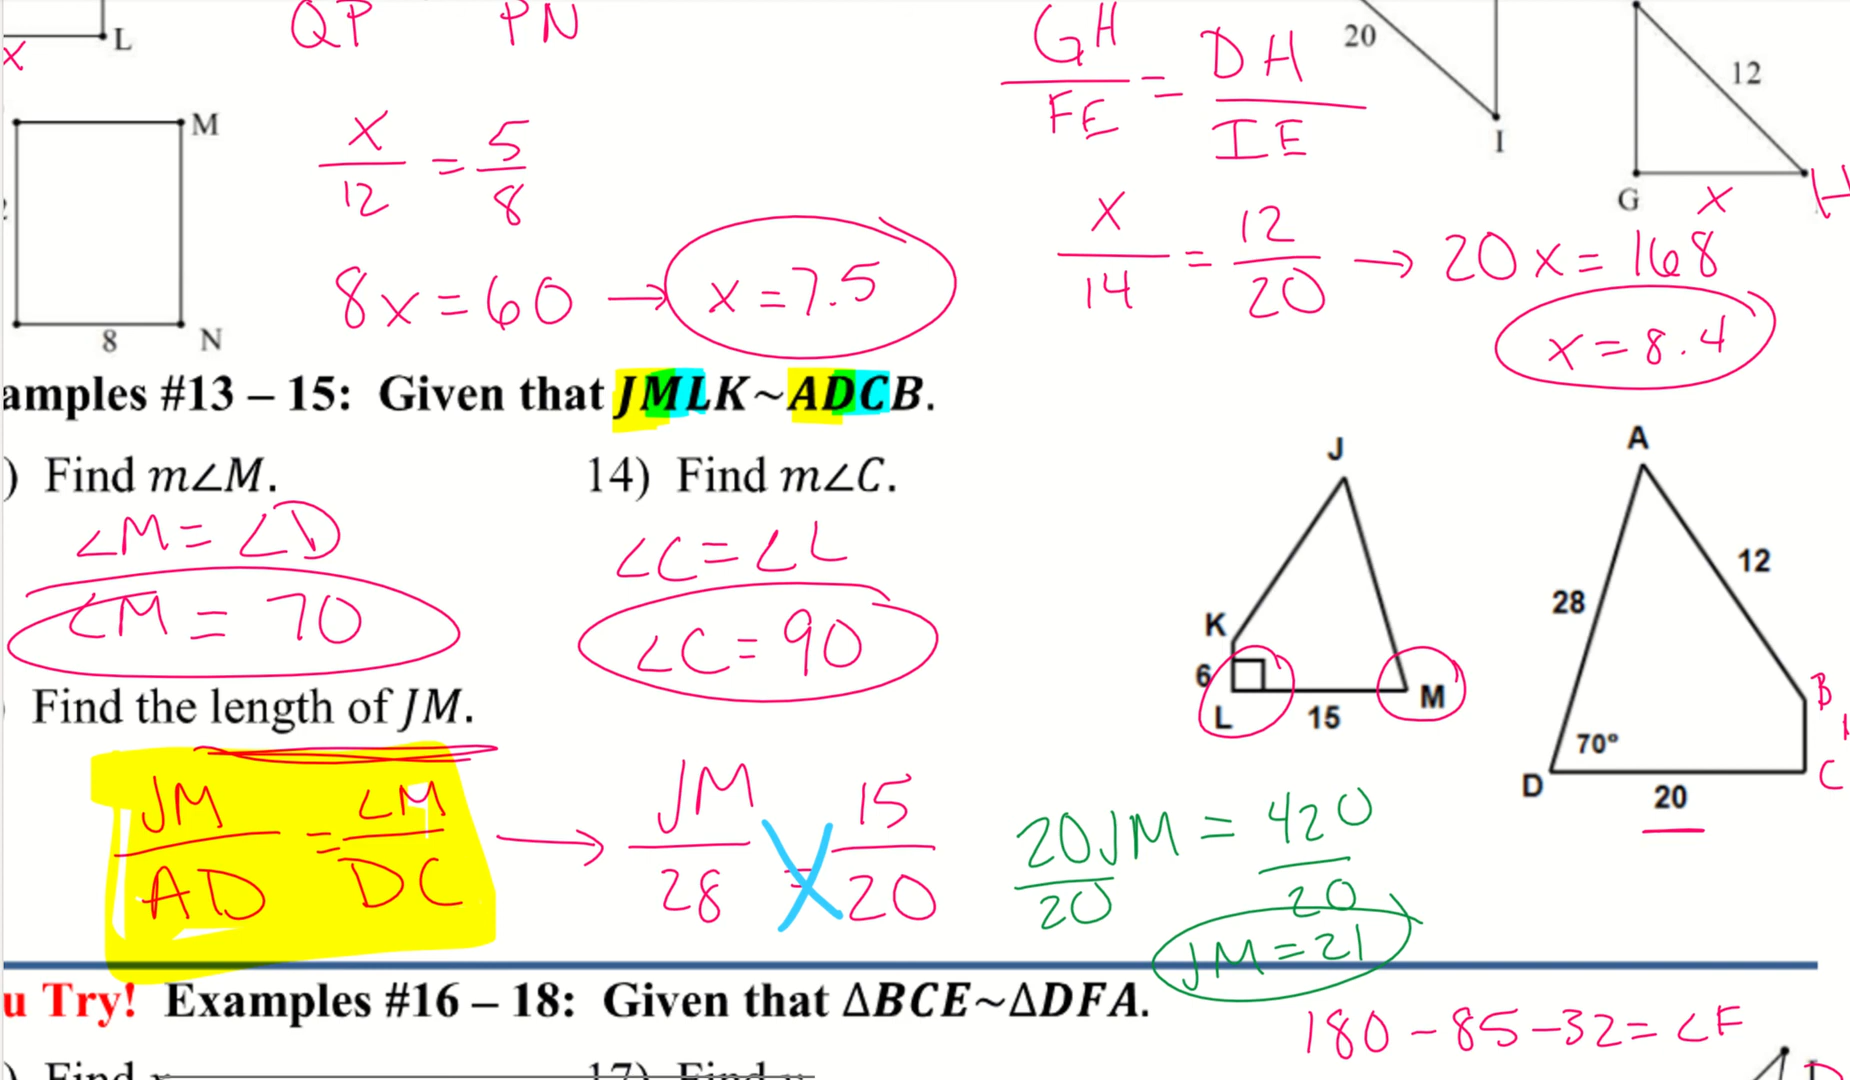 L
x
QP PN
GH/FE = DH/IE
20
I
12
G x H
M
x/12 = 5/8
8 N
8x = 60 → x = 7.5
x/14 = 12/20 → 20x = 168
x = 8.4
amples #13 – 15: Given that JMLK~ADCB.
) Find m∠M.
14) Find m∠C.
∠M = ∠D
∠M = 70
∠C = ∠L
∠C = 90
J
K
6
L 15 M
A
28 12
B
70°
D 20 C
Find the length of JM.
JM/AD = LM/DC → JM/28 = 15/20
20JM/20 = 420/20
JM = 21
u Try! Examples #16 – 18: Given that ΔBCE~ΔDFA.
180 - 85 - 32 = ∠F
) Find
17) Find